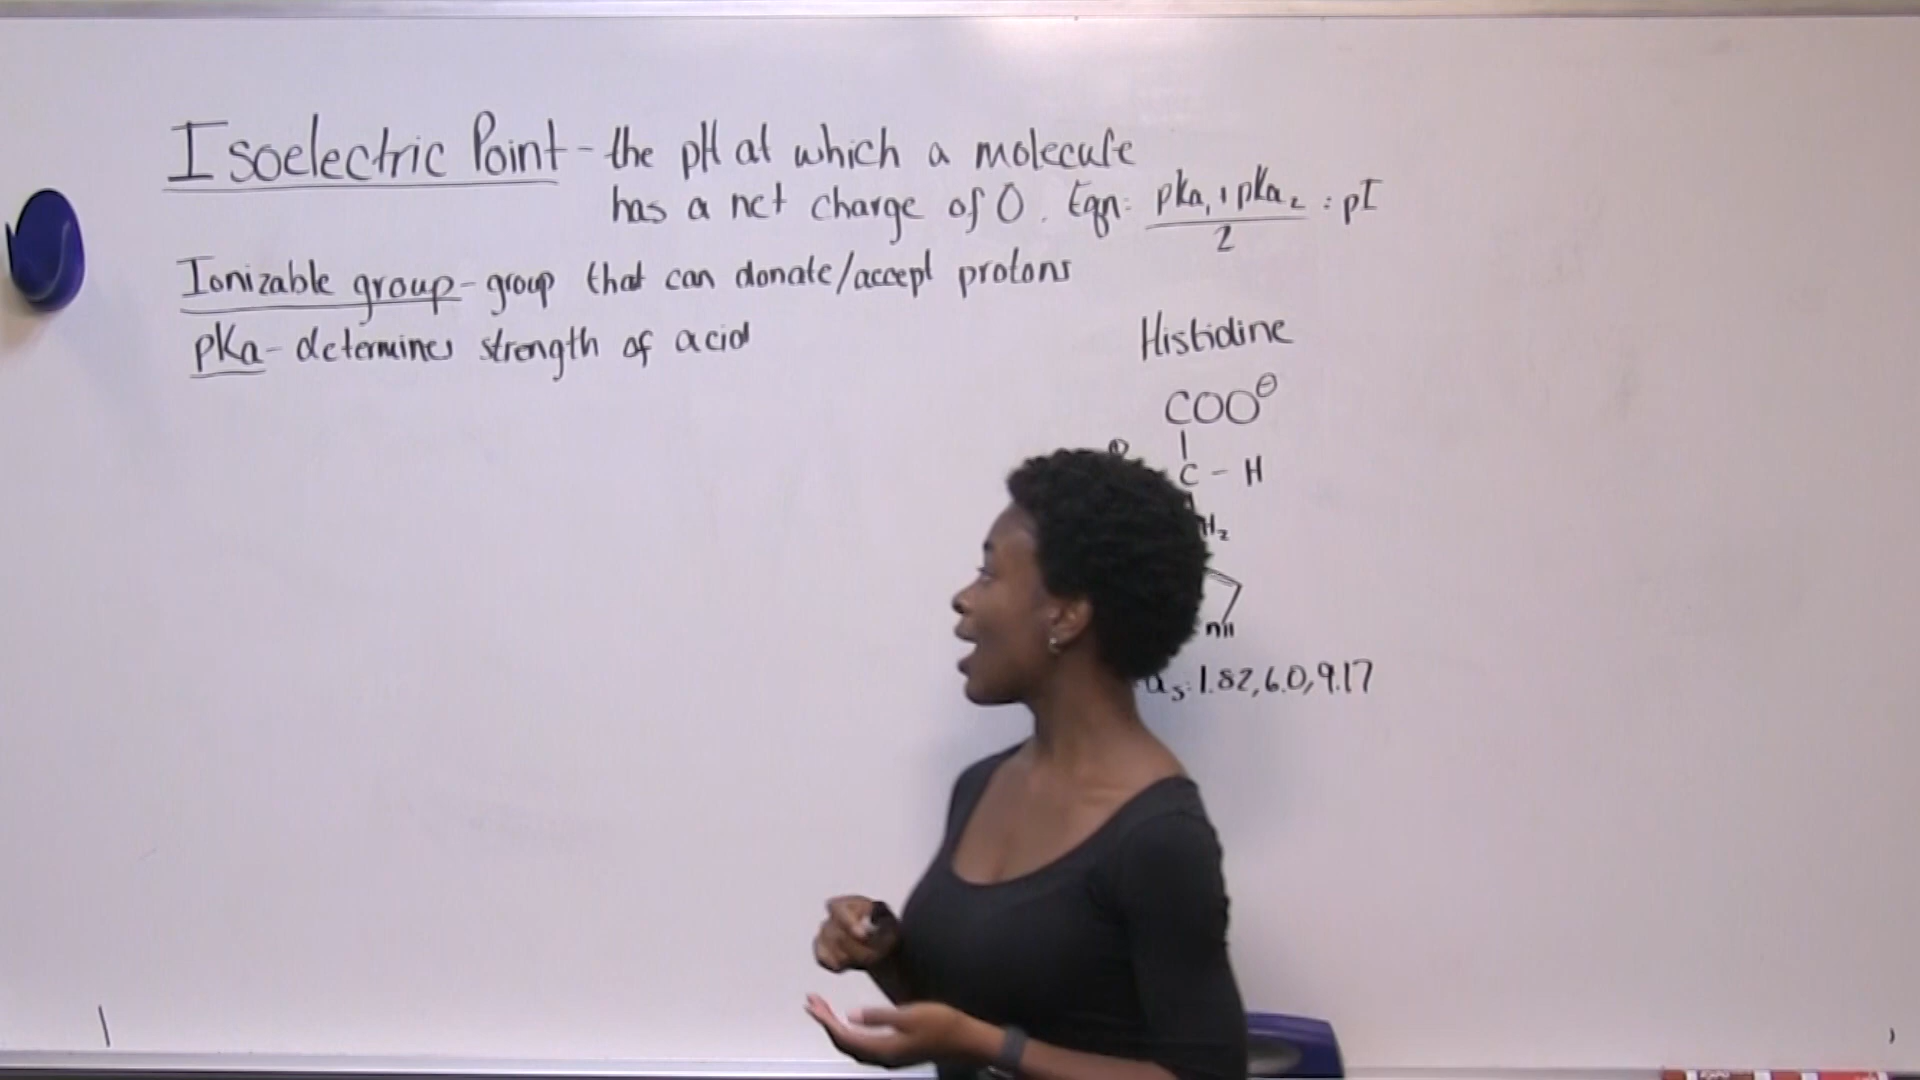 Isoelectric Point - the pH at which a molecule
has a net charge of 0. Eqn: pKa₁ + pKa₂ / 2 = pI
Ionizable group - group that can donate/accept protons
pKa - determines strength of acid
Histidine
COO⊖
⊕
C - H
H₂
NH
as: 1.82, 6.0, 9.17